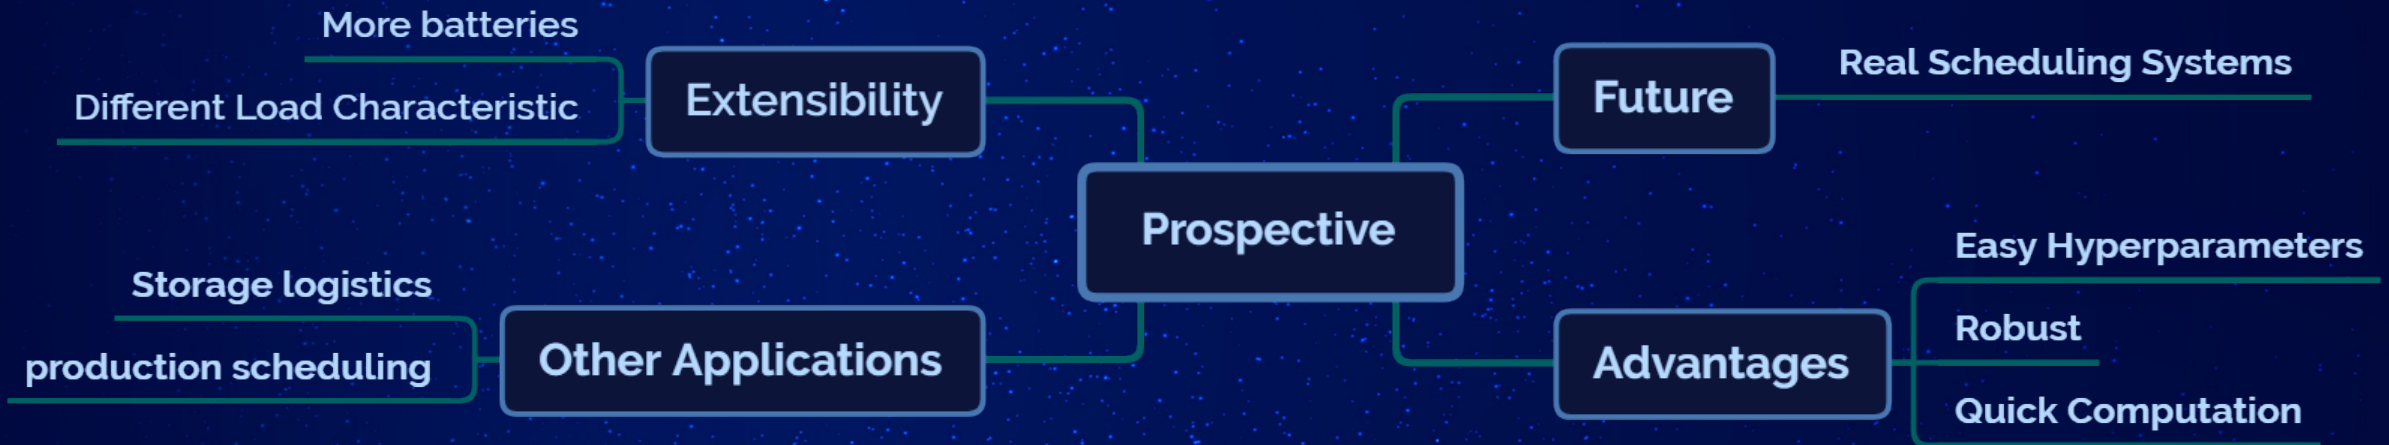 More batteries
Different Load Characteristic
Extensibility
Storage logistics
production scheduling
Other Applications
Prospective
Future
Real Scheduling Systems
Advantages
Easy Hyperparameters
Robust
Quick Computation